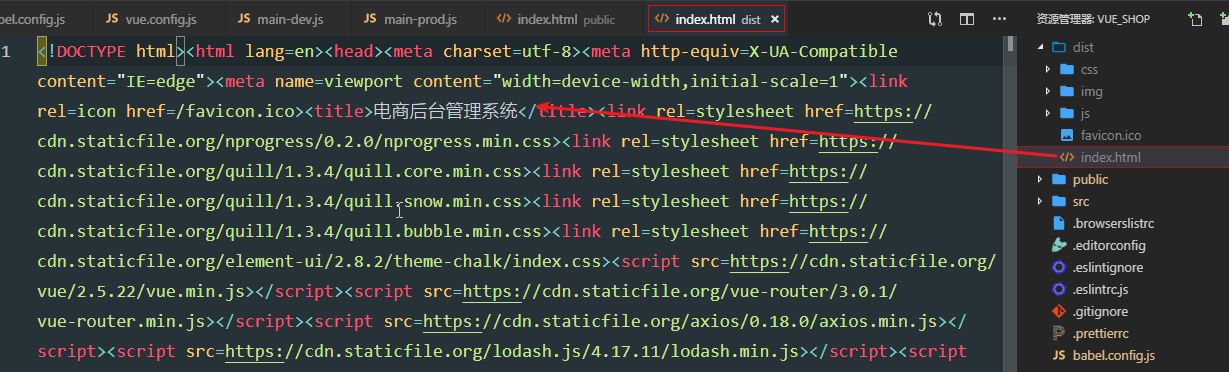 abel.config.js
JS vue.config.js
JS main-dev.js
JS main-prod.js
index.html public
index.html dist
资源管理器: VUE_SHOP
1
<!DOCTYPE html><html lang=en><head><meta charset=utf-8><meta http-equiv=X-UA-Compatible
content="IE=edge"><meta name=viewport content="width=device-width,initial-scale=1"><link
rel=icon href=/favicon.ico><title>电商后台管理系统</title><link rel=stylesheet href=https://
cdn.staticfile.org/nprogress/0.2.0/nprogress.min.css><link rel=stylesheet href=https://
cdn.staticfile.org/quill/1.3.4/quill.core.min.css><link rel=stylesheet href=https://
cdn.staticfile.org/quill/1.3.4/quill.snow.min.css><link rel=stylesheet href=https://
cdn.staticfile.org/quill/1.3.4/quill.bubble.min.css><link rel=stylesheet href=https://
cdn.staticfile.org/element-ui/2.8.2/theme-chalk/index.css><script src=https://cdn.staticfile.org/
vue/2.5.22/vue.min.js></script><script src=https://cdn.staticfile.org/vue-router/3.0.1/
vue-router.min.js></script><script src=https://cdn.staticfile.org/axios/0.18.0/axios.min.js></
script><script src=https://cdn.staticfile.org/lodash.js/4.17.11/lodash.min.js></script><script
dist
css
img
js
favicon.ico
index.html
public
src
.browserslistrc
.editorconfig
.eslintignore
.eslintrc.js
.gitignore
.prettierrc
JS babel.config.js